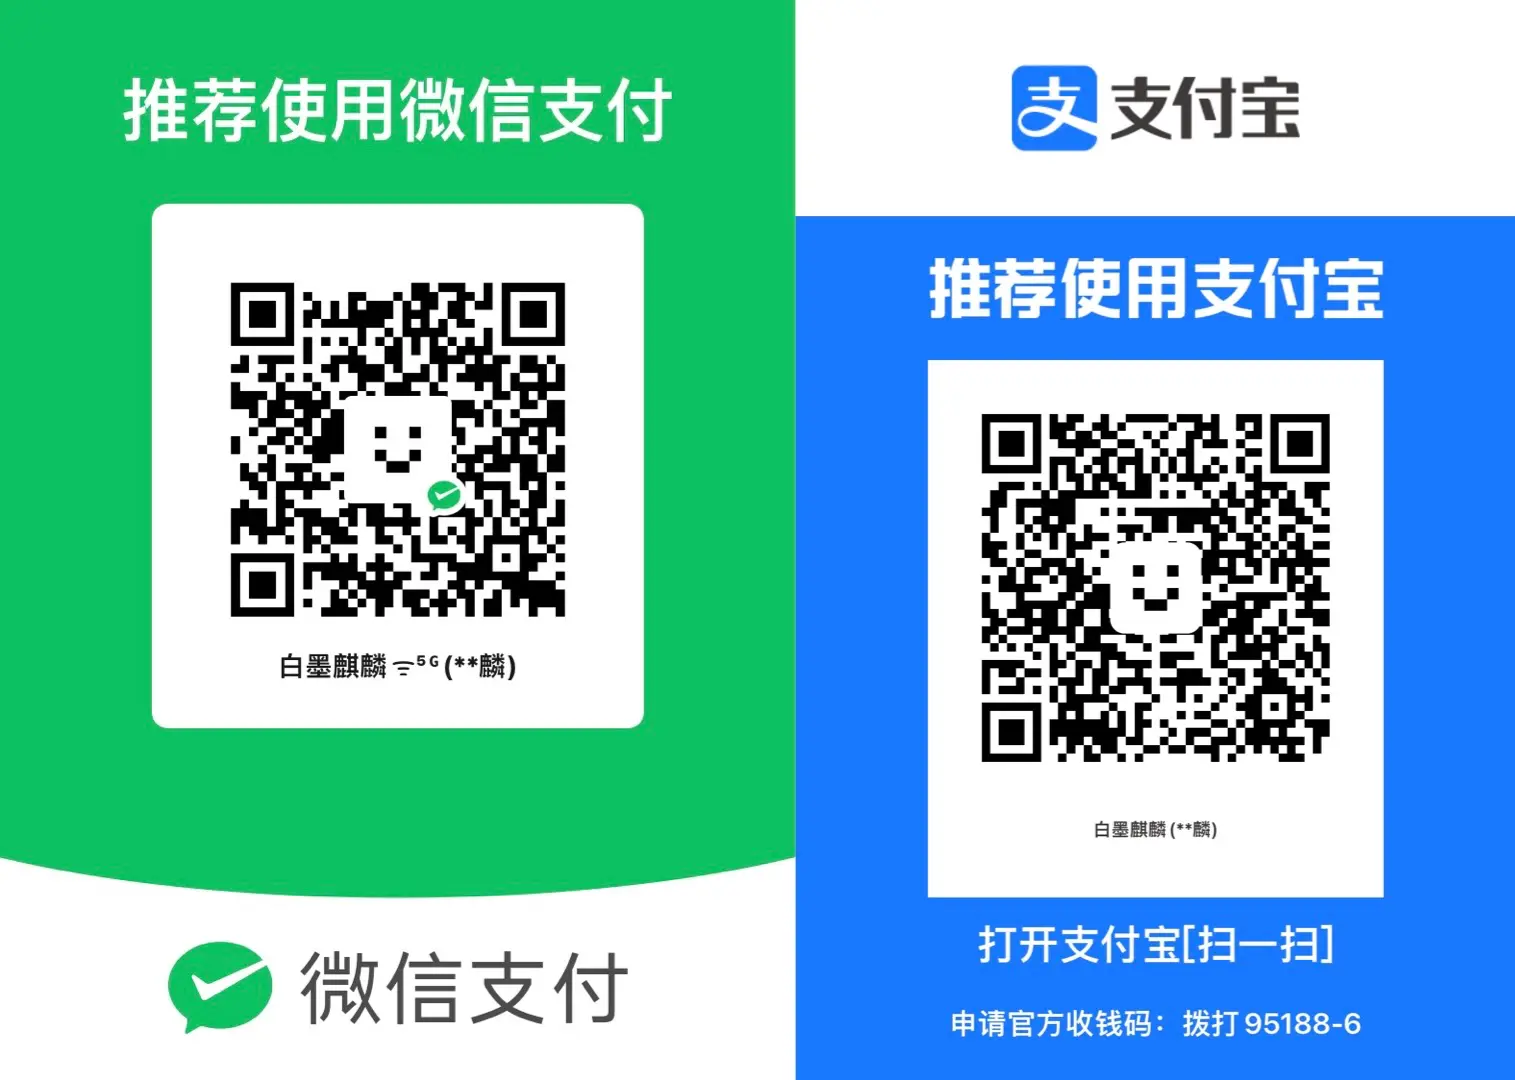 推荐使用微信支付
白墨麒麟 5G (**麟)
微信支付
支付宝
推荐使用支付宝
白墨麒麟 (**麟)
打开支付宝[扫一扫]
申请官方收钱码：拨打 95188-6